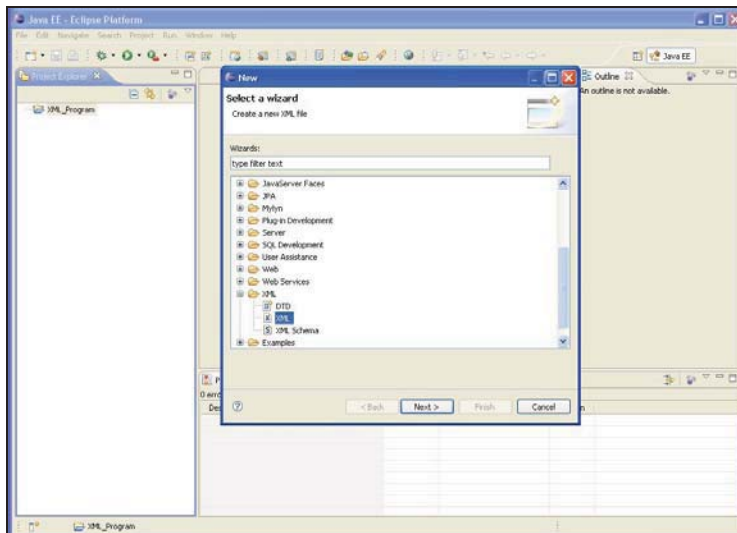 Java EE - Eclipse Platform
File Edit Navigate Search Project Run Window Help
Java EE
Project Explorer
XML_Program
New
Select a wizard
Create a new XML file
Wizards:
type filter text
JavaServer Faces
JPA
Mylyn
Plug-in Development
Server
SQL Development
User Assistance
Web
Web Services
XML
DTD
XML
XML Schema
Examples
< Back Next > Finish Cancel
Outline
An outline is not available.
0 erro
Des
n
XML_Program